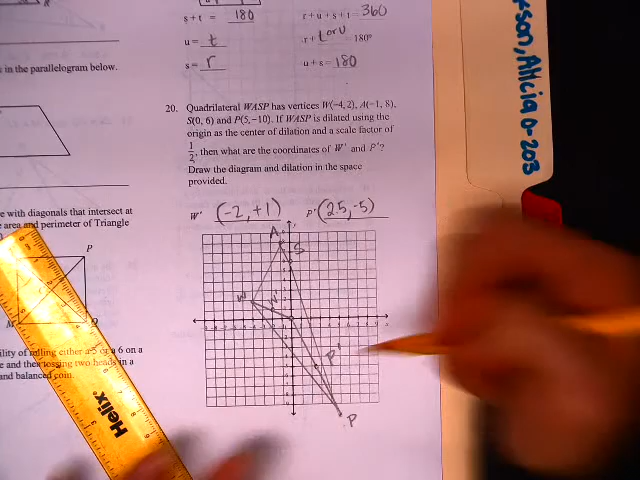 s + t = 180
r + u + s + t = 360
u = t
r + t or u = 180°
s = r
u + s = 180
in the parallelogram below.
20. Quadrilateral WASP has vertices W(−4, 2), A(−1, 8),
S(0, 6) and P(5, −10). If WASP is dilated using the
origin as the center of dilation and a scale factor of
1/2, then what are the coordinates of W' and P'?
Draw the diagram and dilation in the space
provided.
W' (-2, +1) P' (2.5, -5)
with diagonals that intersect at
area and perimeter of Triangle
P
M
A
S
W
W'
P'
P
ility of rolling either a 5 or a 6 on a
e and then tossing two heads in a
and balanced coin.
Helix
kson, Alicia D-203